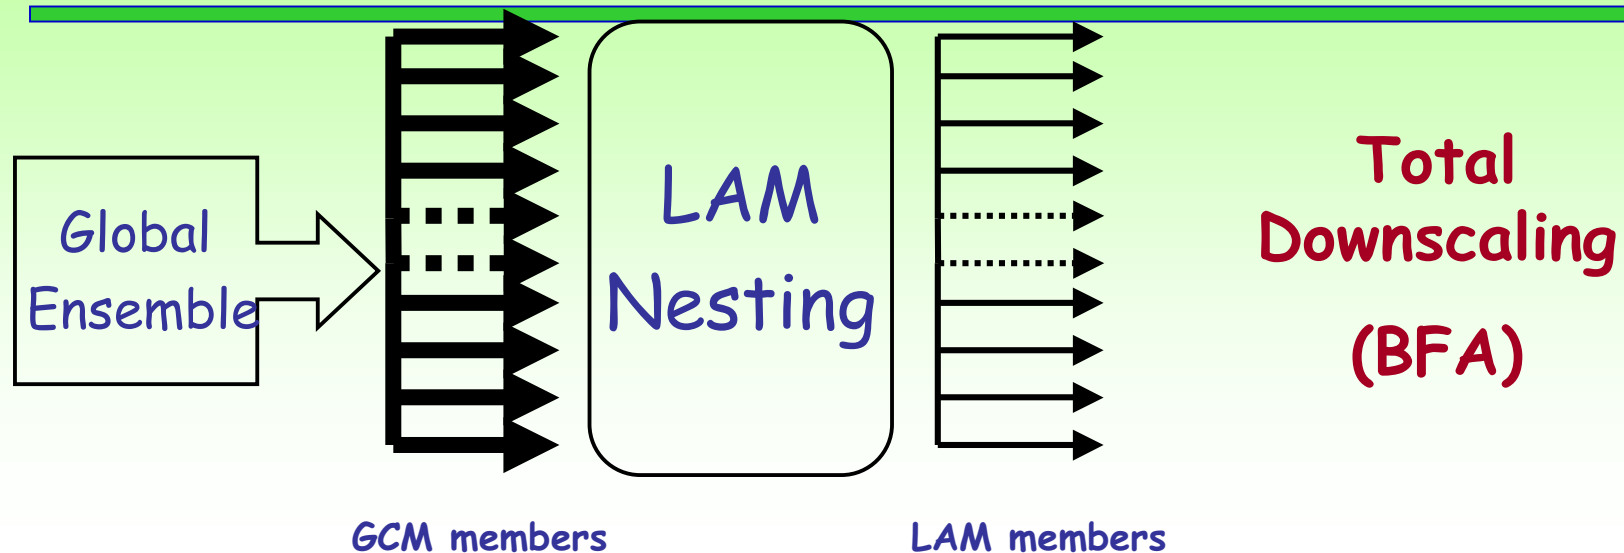 Global
Ensemble
LAM
Nesting
Total
Downscaling
(BFA)
GCM members
LAM members